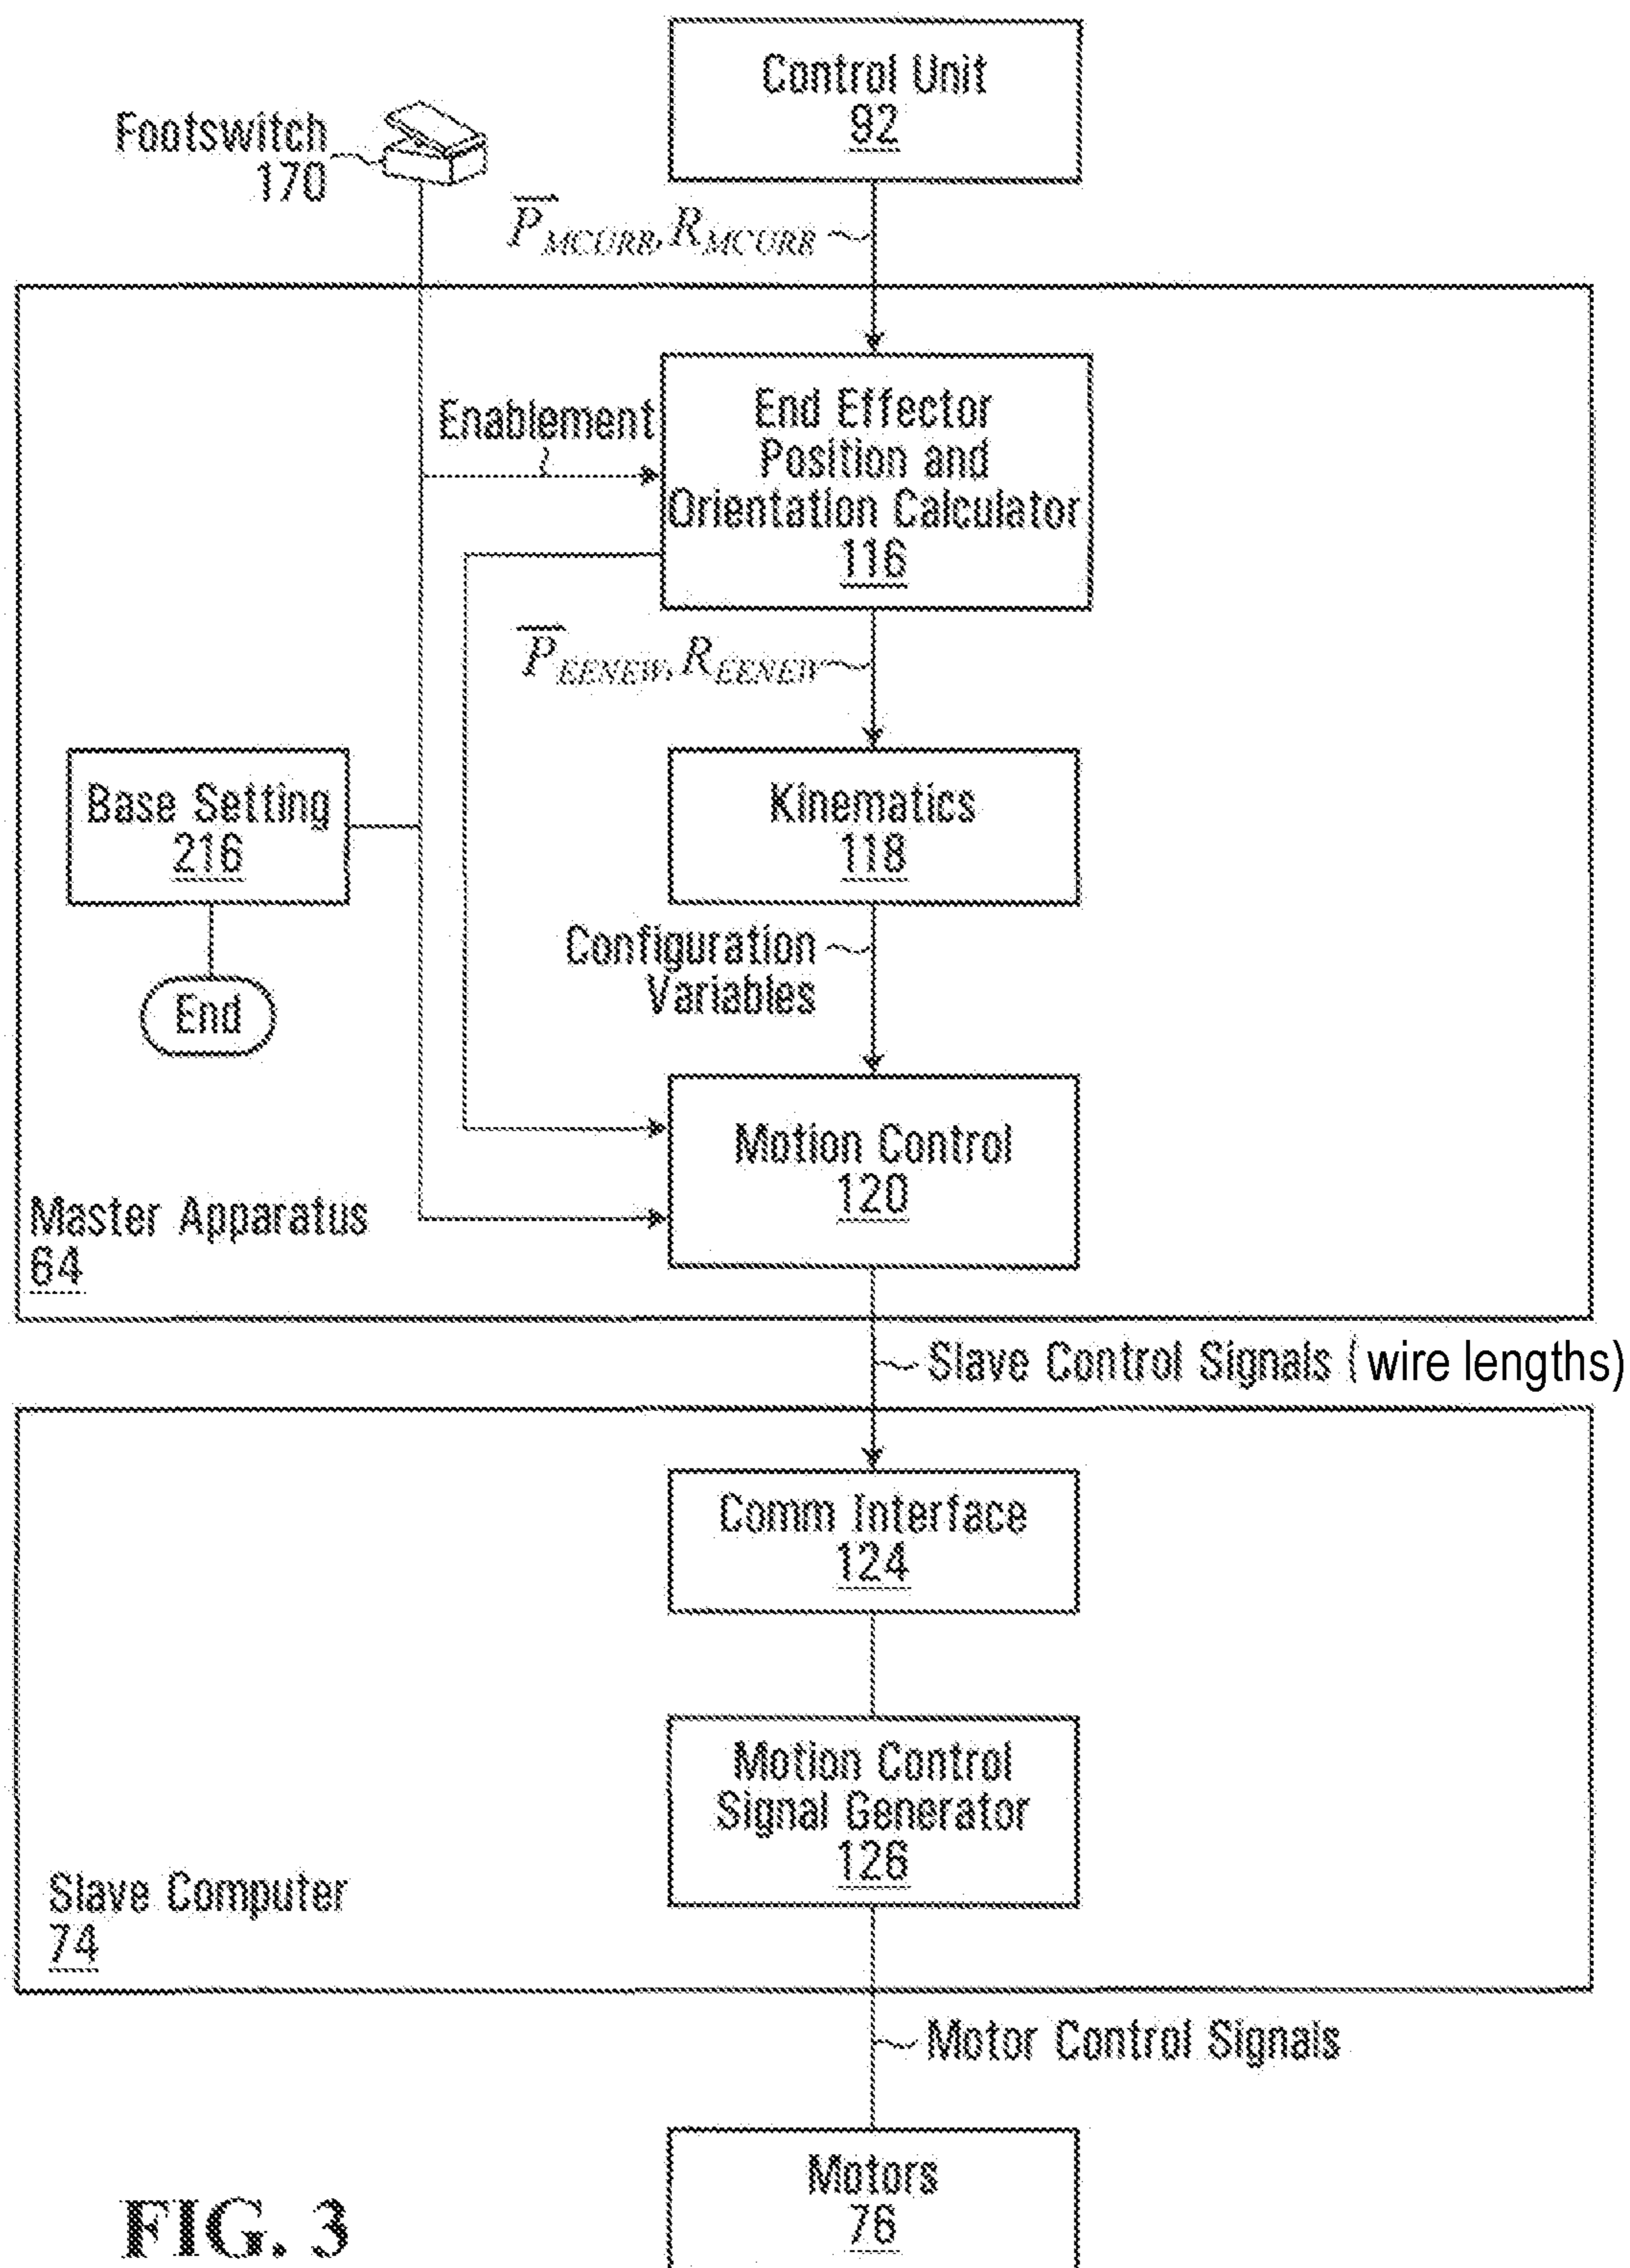 Control Unit
92
Footswitch
170
P̅MCURR, RMCURR
Enablement
End Effector
Position and
Orientation Calculator
116
P̅EENEW, REENEW
Base Setting
216
End
Kinematics
118
Configuration
Variables
Motion Control
120
Master Apparatus
64
Slave Control Signals ( wire lengths)
Comm Interface
124
Motion Control
Signal Generator
126
Slave Computer
74
Motor Control Signals
Motors
76
FIG. 3